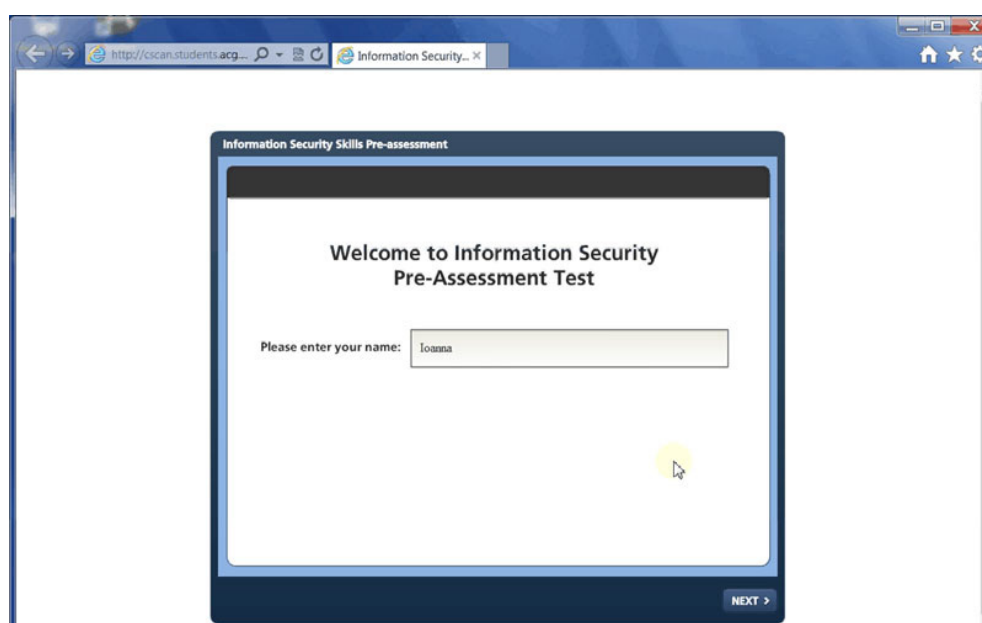 http://cscan.students.acg...
Information Security...
Information Security Skills Pre-assessment
Welcome to Information Security
Pre-Assessment Test
Please enter your name: Ioanna
NEXT >